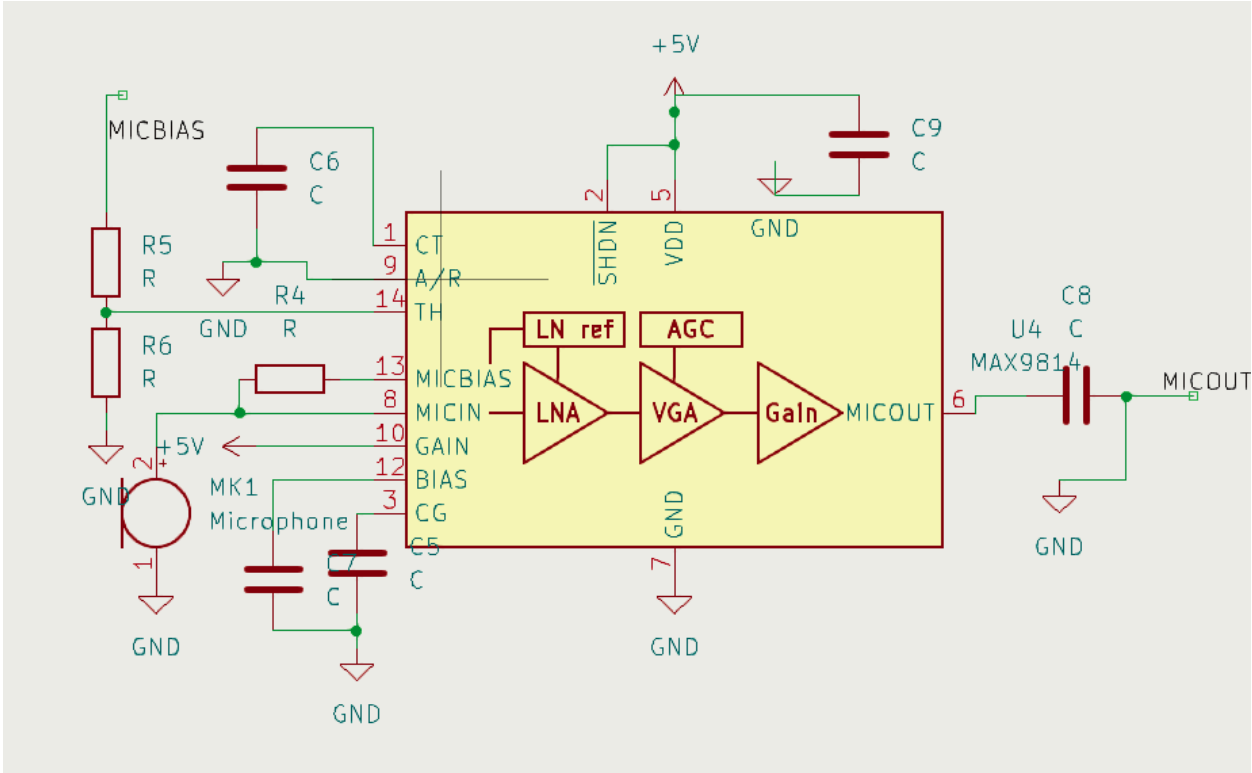 +5V
MICBIAS
C6
C
C9
C
2
5
SHDN
VDD
GND
1
CT
9
A/R
14
TH
R5
R
R4
R
GND
R6
R
LN ref
AGC
C8
C
U4
MAX9814
MICOUT
13
MICBIAS
8
MICIN
LNA
VGA
Gain
MICOUT
6
+5V
10
GAIN
12
BIAS
3
CG
GND
2
+
MK1
Microphone
1
GND
C7
C
C5
C
GND
7
GND
GND
GND